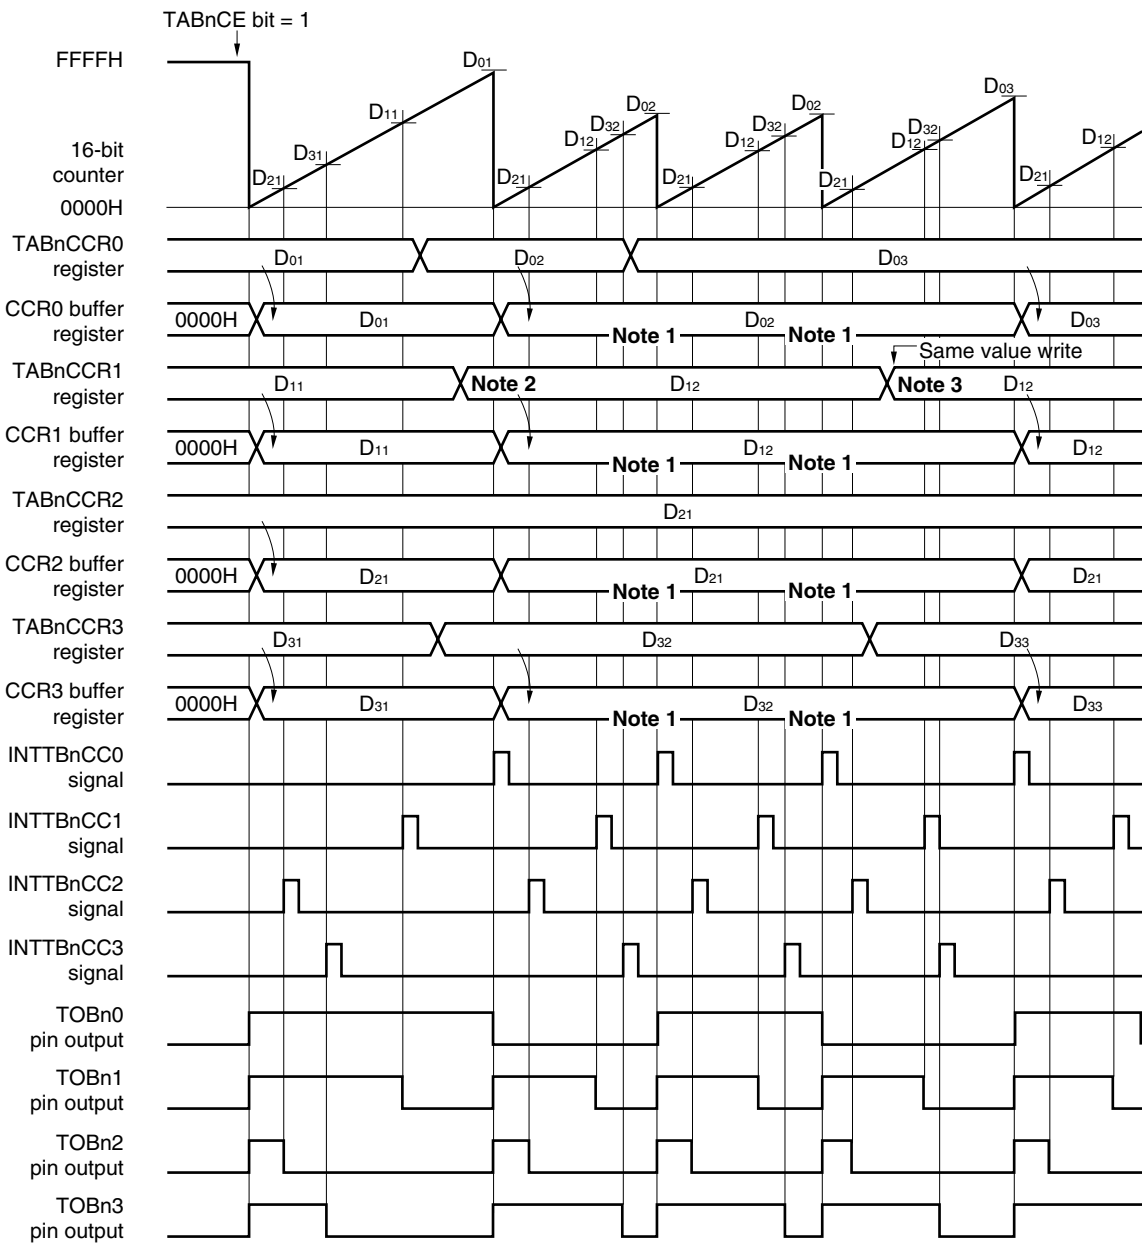 TABnCE bit = 1
FFFFH
D01
D11
D31
D21
D02
D32
D12
D21
D02
D32
D12
D21
D03
D32
D12
D21
D12
D21
16-bit
counter
0000H
TABnCCR0
register
D01
D02
D03
CCR0 buffer
register
0000H
D01
D02
D03
Note 1
Note 1
Same value write
TABnCCR1
register
D11
Note 2
D12
Note 3
D12
CCR1 buffer
register
0000H
D11
D12
D12
Note 1
Note 1
TABnCCR2
register
D21
CCR2 buffer
register
0000H
D21
D21
D21
Note 1
Note 1
TABnCCR3
register
D31
D32
D33
CCR3 buffer
register
0000H
D31
D32
D33
Note 1
Note 1
INTTBnCC0
signal
INTTBnCC1
signal
INTTBnCC2
signal
INTTBnCC3
signal
TOBn0
pin output
TOBn1
pin output
TOBn2
pin output
TOBn3
pin output